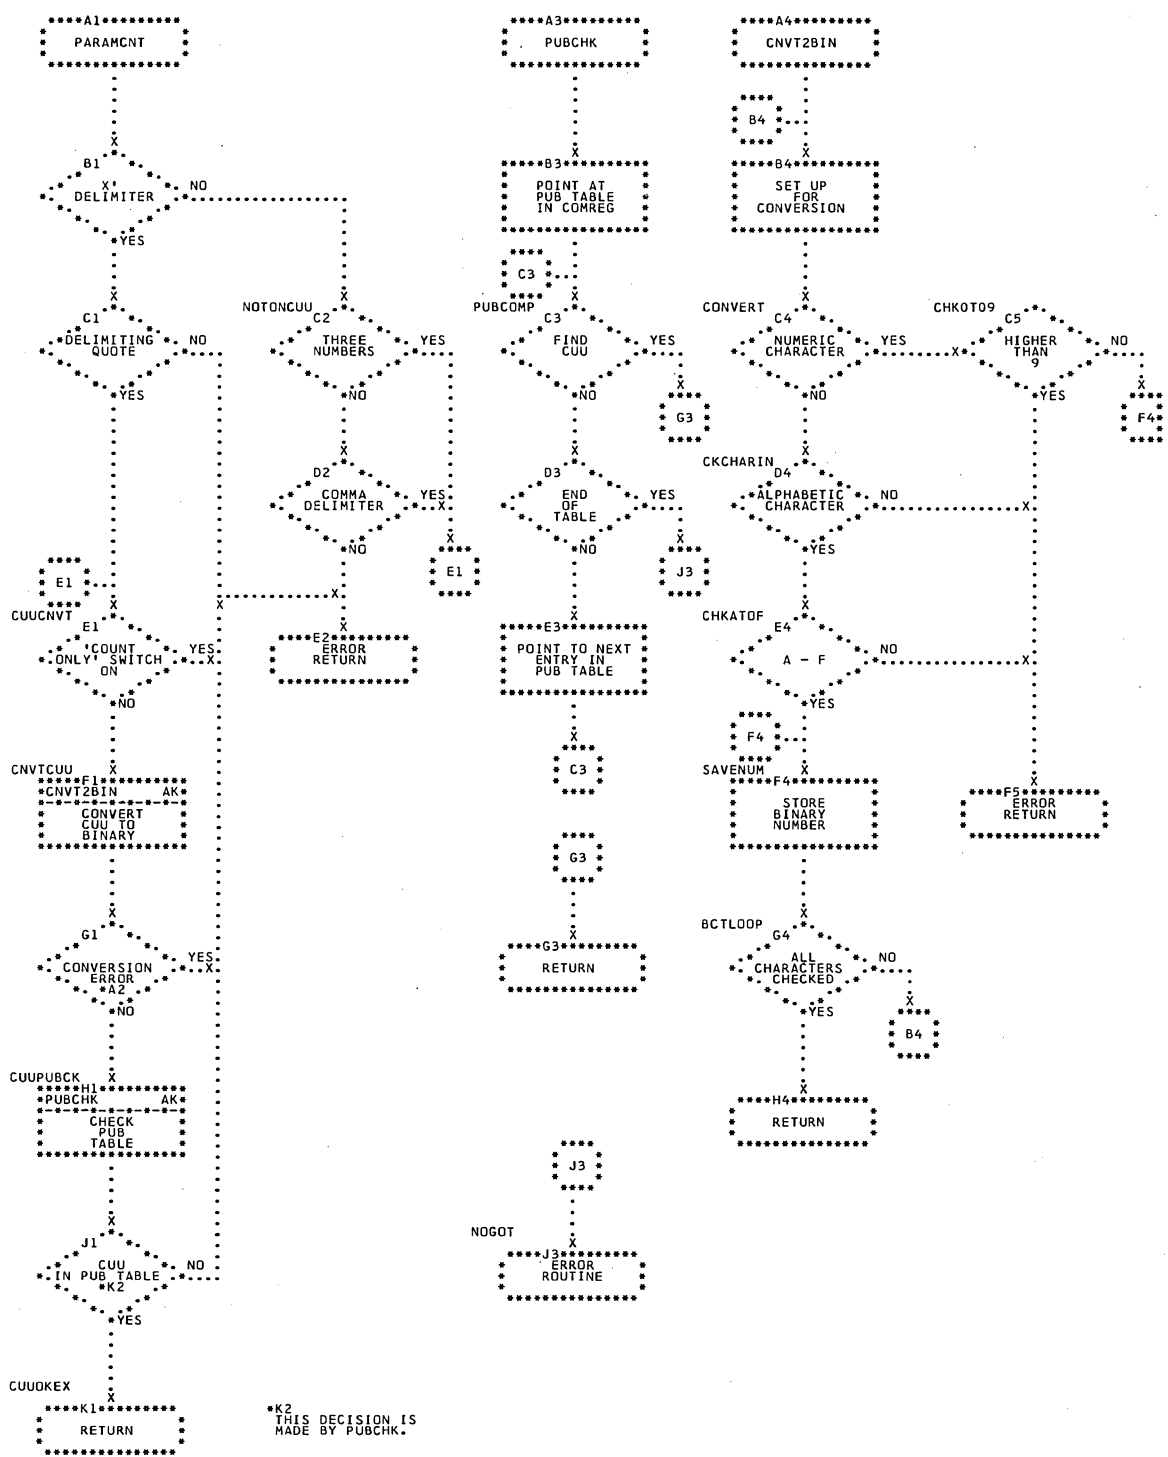 A1
PARAMCNT
B1
X'
DELIMITER
NO
YES
C1
DELIMITING
QUOTE
NO
YES
NOTONCUU
C2
THREE
NUMBERS
YES
NO
D2
COMMA
DELIMITER
YES
NO
E1
E1
CUUCNVT
E1
'COUNT
ONLY' SWITCH
ON
YES
NO
E2
ERROR
RETURN
CNVTCUU
F1
*CNVT2BIN AK*
CONVERT
CUU TO
BINARY
G1
CONVERSION
ERROR
*A2
YES
NO
CUUPUBCK
H1
*PUBCHK AK*
CHECK
PUB
TABLE
J1
CUU
IN PUB TABLE
*K2
NO
YES
CUUOKEX
K1
RETURN
*K2
THIS DECISION IS
MADE BY PUBCHK.
A3
PUBCHK
B3
POINT AT
PUB TABLE
IN COMREG
C3
PUBCOMP
C3
FIND
CUU
YES
NO
G3
D3
END
OF
TABLE
YES
NO
J3
E3
POINT TO NEXT
ENTRY IN
PUB TABLE
C3
G3
G3
RETURN
J3
NOGOT
J3
ERROR
ROUTINE
A4
CNVT2BIN
B4
B4
SET UP
FOR
CONVERSION
CONVERT
C4
NUMERIC
CHARACTER
YES
NO
CHK0TO9
C5
HIGHER
THAN
9
NO
YES
F4
CKCHARIN
D4
ALPHABETIC
CHARACTER
NO
YES
CHKATOF
E4
A - F
NO
YES
F4
SAVENUM
F4
STORE
BINARY
NUMBER
F5
ERROR
RETURN
BCTLOOP
G4
ALL
CHARACTERS
CHECKED
NO
YES
B4
H4
RETURN